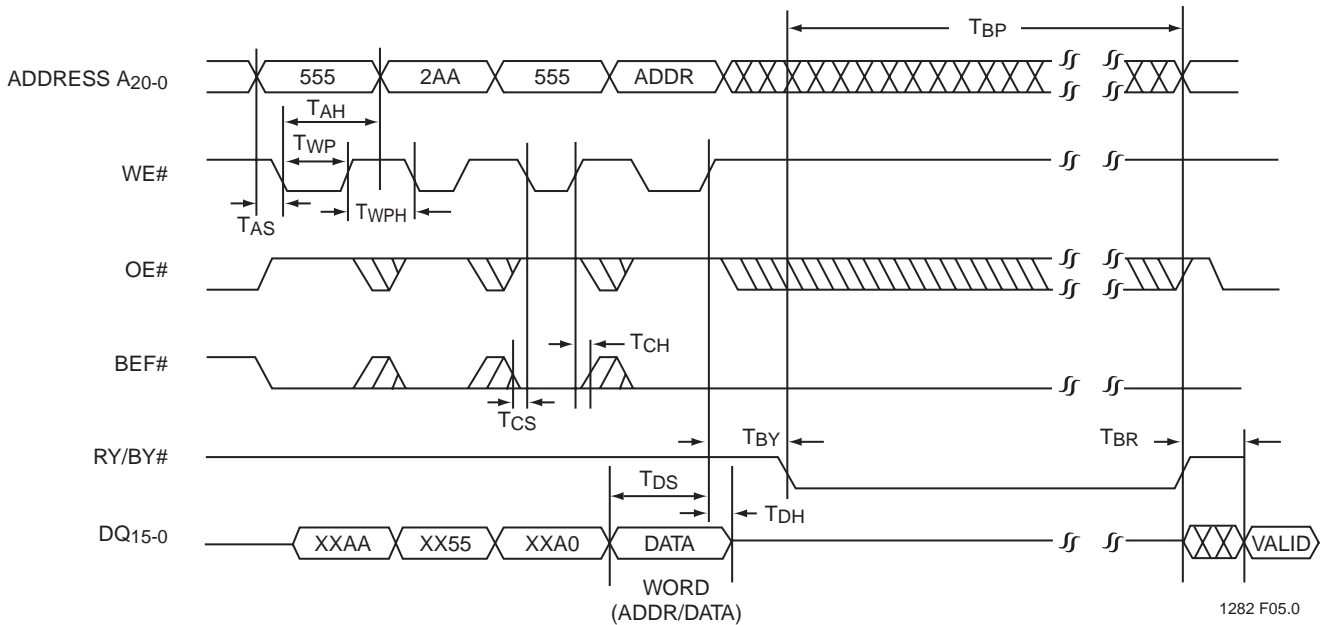 TBP
ADDRESS A20-0 555 2AA 555 ADDR
TAH
TWP
WE#
TAS TWPH
OE#
TCH
BEF#
TCS
TBY TBR
RY/BY#
TDS
TDH
DQ15-0 XXAA XX55 XXA0 DATA VALID
WORD
(ADDR/DATA)
1282 F05.0